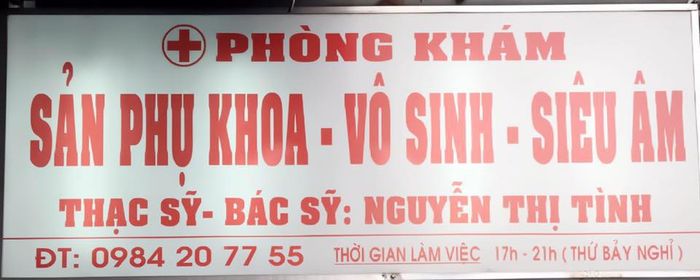 PHÒNG KHÁM
SẢN PHỤ KHOA - VÔ SINH - SIÊU ÂM
THẠC SỸ- BÁC SỸ: NGUYỄN THỊ TÌNH
ĐT: 0984 20 77 55 THỜI GIAN LÀM VIỆC 17h - 21h ( THỨ BẢY NGHỈ )